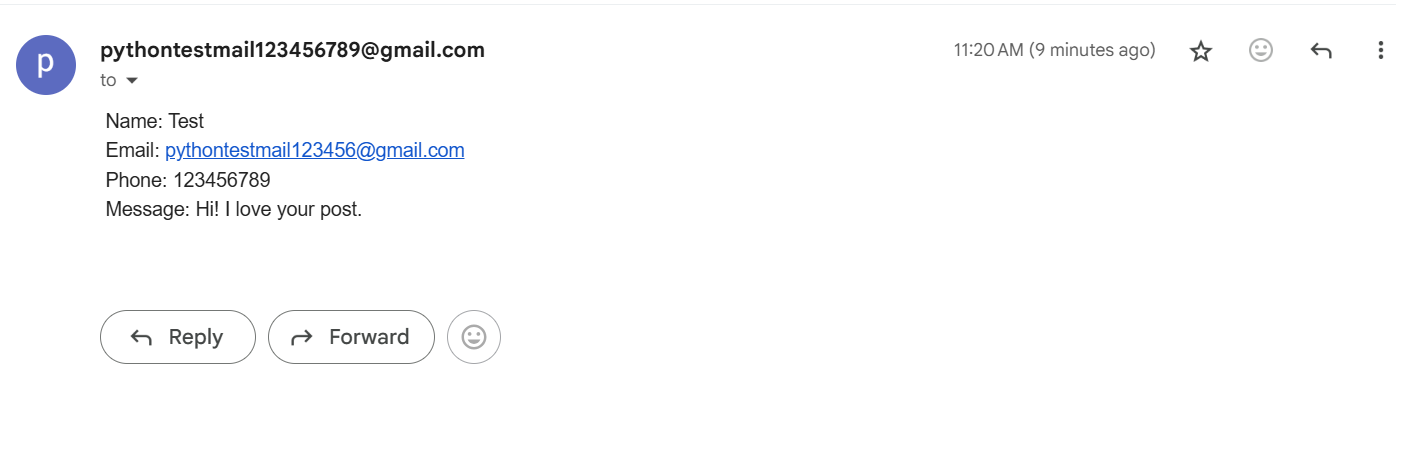 p
pythontestmail123456789@gmail.com
11:20 AM (9 minutes ago)
to
Name: Test
Email: pythontestmail123456@gmail.com
Phone: 123456789
Message: Hi! I love your post.
Reply
Forward